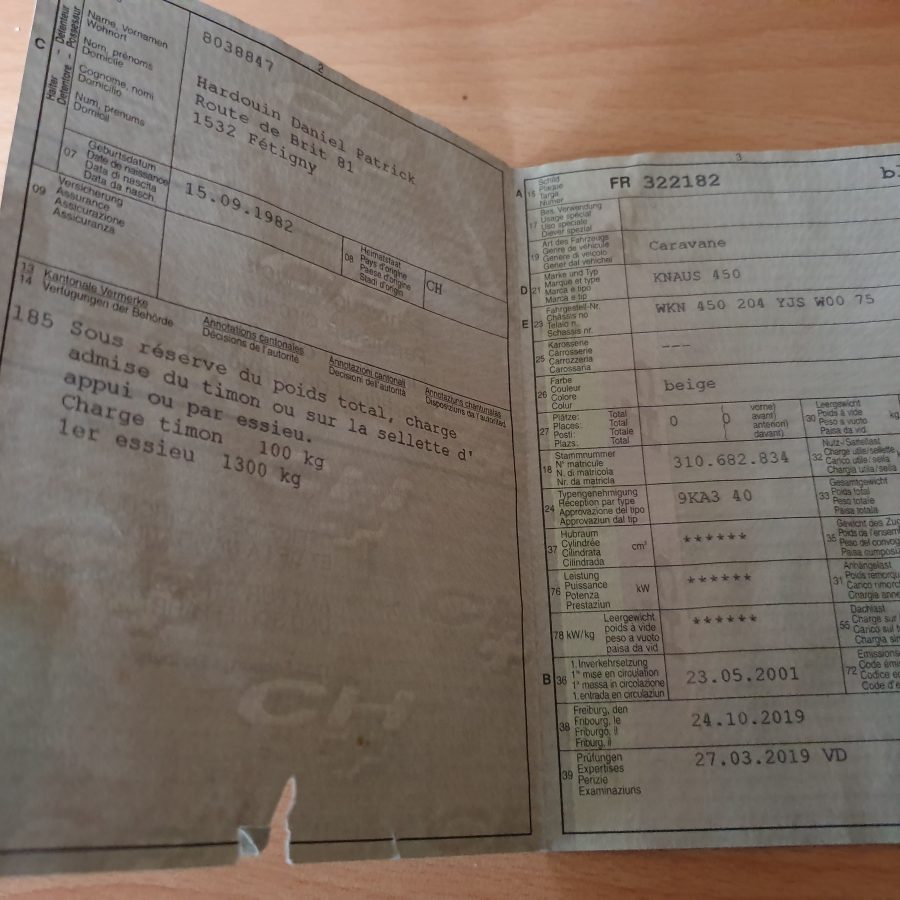 2
C
Halter - Détenteur
Detentore - Possesaur
Name, Vornamen
Wohnort
Nom, prénoms
Domicile
Cognome, nomi
Domicilio
Num, prenums
Domicil
8038847
Hardouin Daniel Patrick
Route de Brit 81
1532 Fétigny
07
Geburtsdatum
Date de naissance
Data di nascita
Data da nasch.
15.09.1982
09
Versicherung
Assurance
Assicurazione
Assicuranza
08
Heimatstaat
Pays d'origine
Paese d'origine
Stadi d'origin
CH
13
14
Kantonale Vermerke
Verfügungen der Behörde
Annotations cantonales
Décisions de l'autorité
Annotazioni cantonali
Decisioni dell'autorità
Annotaziuns chantunalas
Disposiziuns da l'autoritad
185 Sous réserve du poids total, charge
admise du timon ou sur la sellette d'
appui ou par essieu.
Charge timon 100 kg
1er essieu 1300 kg
3
A
15
Schild
Plaque
Targa
Numer
FR 322182
17
Bes. Verwendung
Usage spécial
Uso speciale
Diever spezial
19
Art des Fahrzeugs
Genre de véhicule
Genere di veicolo
Gener dal vehichel
Caravane
D
21
Marke und Typ
Marque et type
Marca e tipo
Marca e tip
KNAUS 450
E
23
Fahrgestell-Nr.
Châssis no
Telaio n.
Schassis nr.
WKN 450 204 YJS W00 75
25
Karosserie
Carrosserie
Carrozzeria
Carossaria
---
26
Farbe
Couleur
Colore
Colur
beige
27
Plätze: Total
Places: Total
Posti: Totale
Plazs: Total
0
0
vorne)
avant)
anteriori)
davant)
30
Leergewicht
Poids à vide
Peso a vuoto
Paisa da vid
kg
18
Stammnummer
N° matricule
N. di matricola
Nr. da matricla
310.682.834
32
Nutz-/Sattellast
Charge utile/sellette
Carico utile/sella
Chargia utila/sella
24
Typengenehmigung
Réception par type
Approvazione del tipo
Approvaziun dal tip
9KA3 40
33
Gesamtgewicht
Poids total
Peso totale
Paisa totala
37
Hubraum
Cylindrée
Cilindrata
Cilindrada
cm³
******
35
Gewicht des
Poids de
Peso del
Paisa
76
Leistung
Puissance
Potenza
Prestaziun
kW
******
31
Anhängelast
Poids
Carico
Chargia
78 kW/kg
Leergewicht
poids à vide
peso a vuoto
paisa da vid
******
55
Dachlast
Charge sur
Carico sul
Chargia
B
36
1. Inverkehrsetzung
1re mise en circulation
1a messa in circolazione
1. entrada en circulaziun
23.05.2001
72
Code
Codice
Code
38
Freiburg, den
Fribourg, le
Friburgo, il
Friburg, il
24.10.2019
39
Prüfungen
Expertises
Perizie
Examinaziuns
27.03.2019 VD